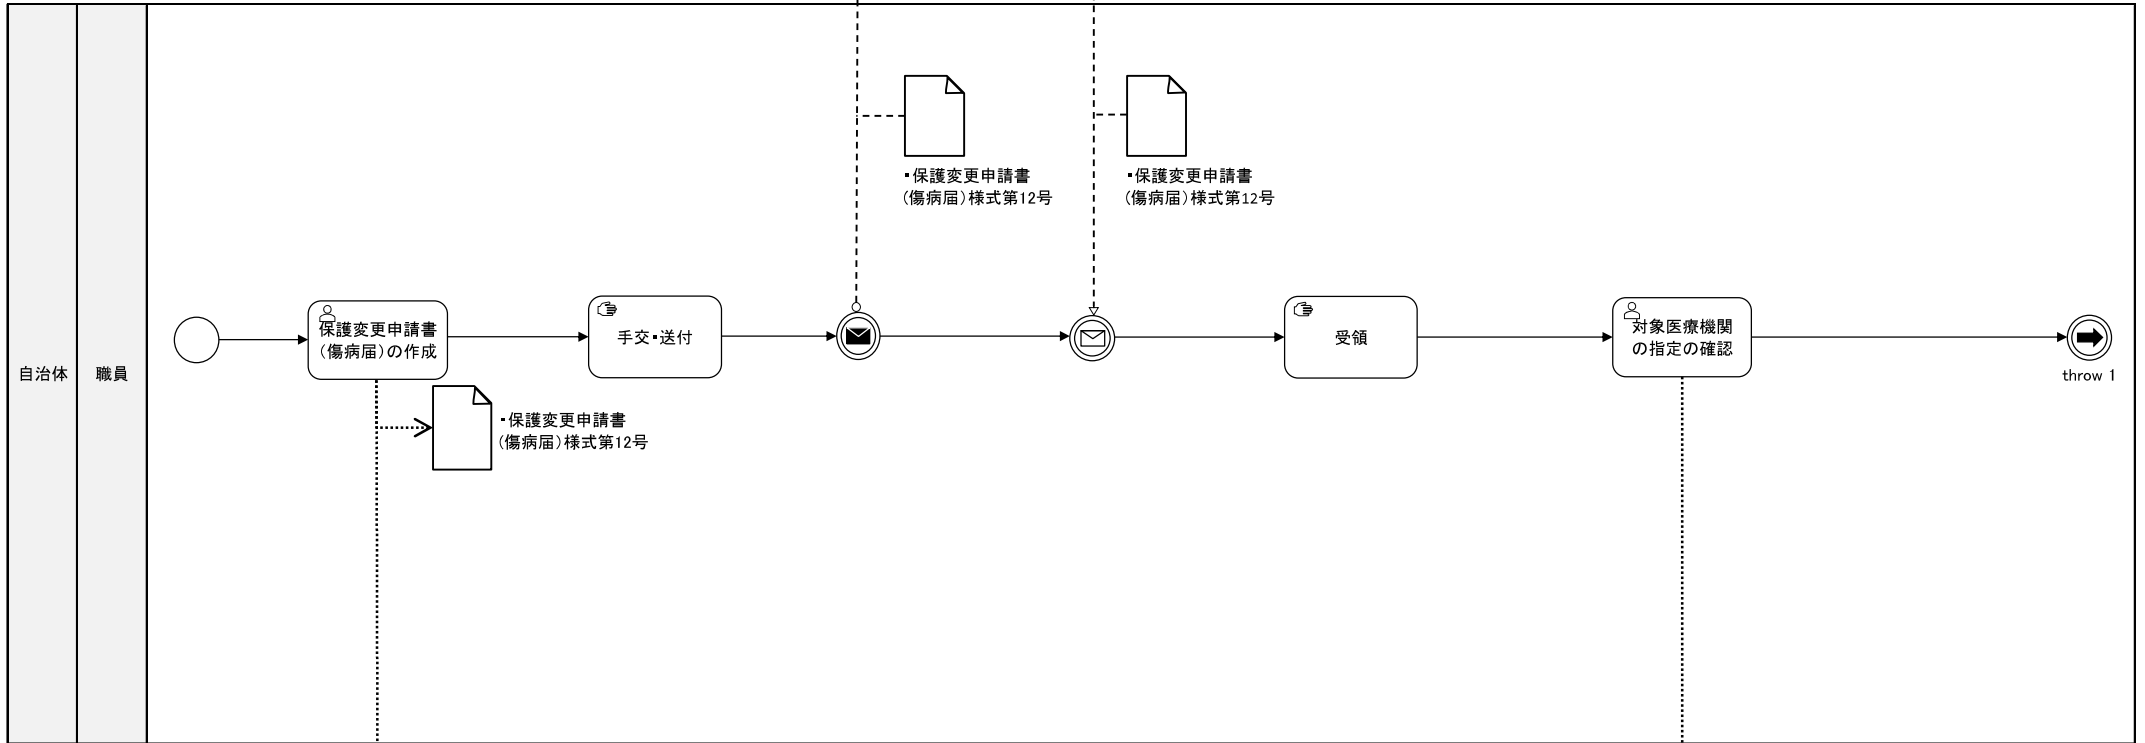 ・保護変更申請書
(傷病届)様式第12号
・保護変更申請書
(傷病届)様式第12号
自治体
職員
保護変更申請書
(傷病届)の作成
手交・送付
受領
対象医療機関
の指定の確認
throw 1
・保護変更申請書
(傷病届)様式第12号